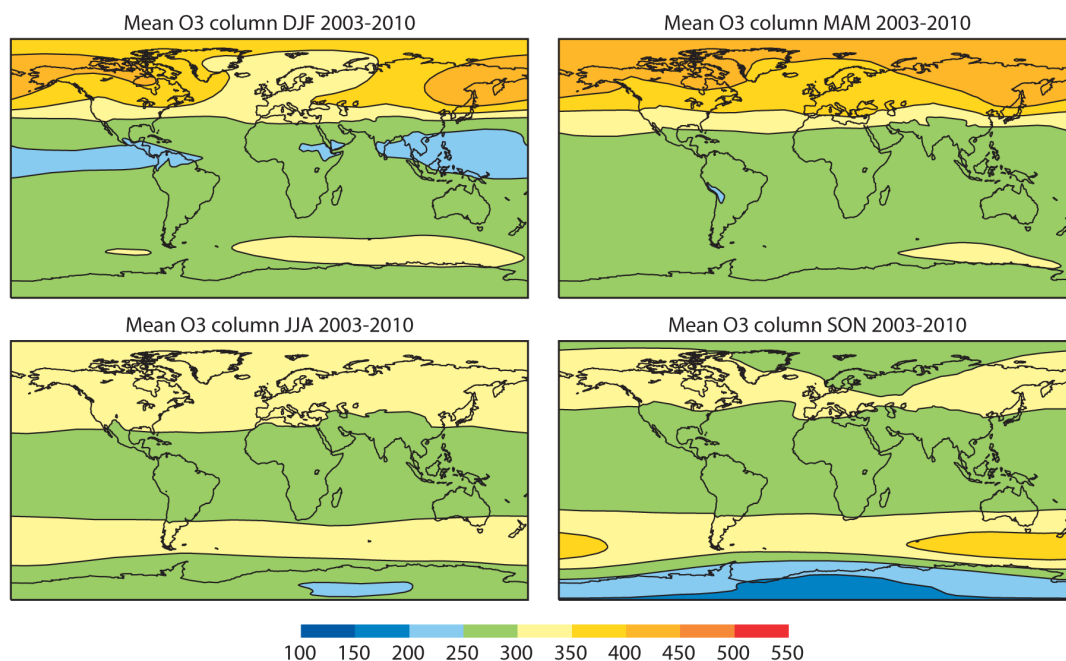 Mean O3 column DJF 2003-2010
Mean O3 column MAM 2003-2010
Mean O3 column JJA 2003-2010
Mean O3 column SON 2003-2010
100 150 200 250 300 350 400 450 500 550